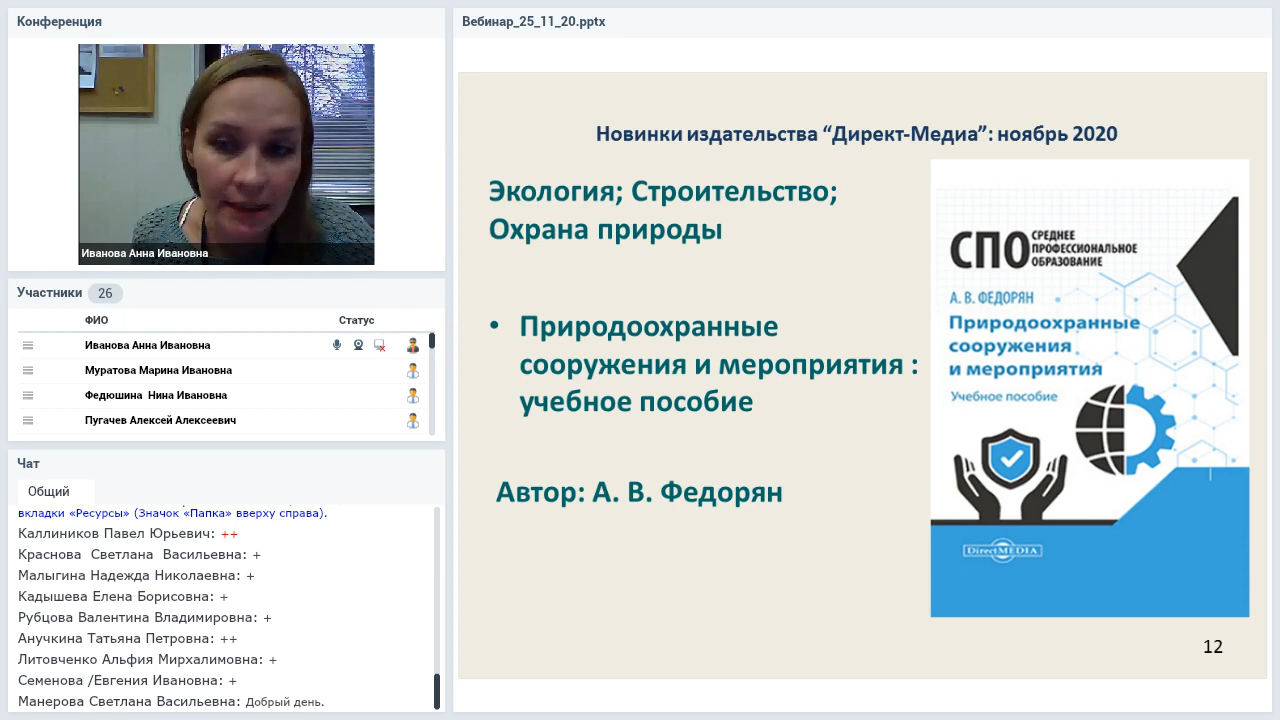 Конференция
Иванова Анна Ивановна
Участники 26
ФИО Статус
Иванова Анна Ивановна
Муратова Марина Ивановна
Федюшина Нина Ивановна
Пугачев Алексей Алексеевич
Чат
Общий
вкладки «Ресурсы» (Значок «Папка» вверху справа).
Каллиников Павел Юрьевич: ++
Краснова Светлана Васильевна: +
Малыгина Надежда Николаевна: +
Кадышева Елена Борисовна: +
Рубцова Валентина Владимировна: +
Анучкина Татьяна Петровна: ++
Литовченко Альфия Мирхалимовна: +
Семенова /Евгения Ивановна: +
Манерова Светлана Васильевна: Добрый день.
Вебинар_25_11_20.pptx
Новинки издательства “Директ-Медиа”: ноябрь 2020
Экология; Строительство;
Охрана природы
• Природоохранные
сооружения и мероприятия :
учебное пособие
Автор: А. В. Федорян
СПО СРЕДНЕЕ
ПРОФЕССИОНАЛЬНОЕ
ОБРАЗОВАНИЕ
А. В. ФЕДОРЯН
Природоохранные
сооружения
и мероприятия
Учебное пособие
DirectMEDIA
12